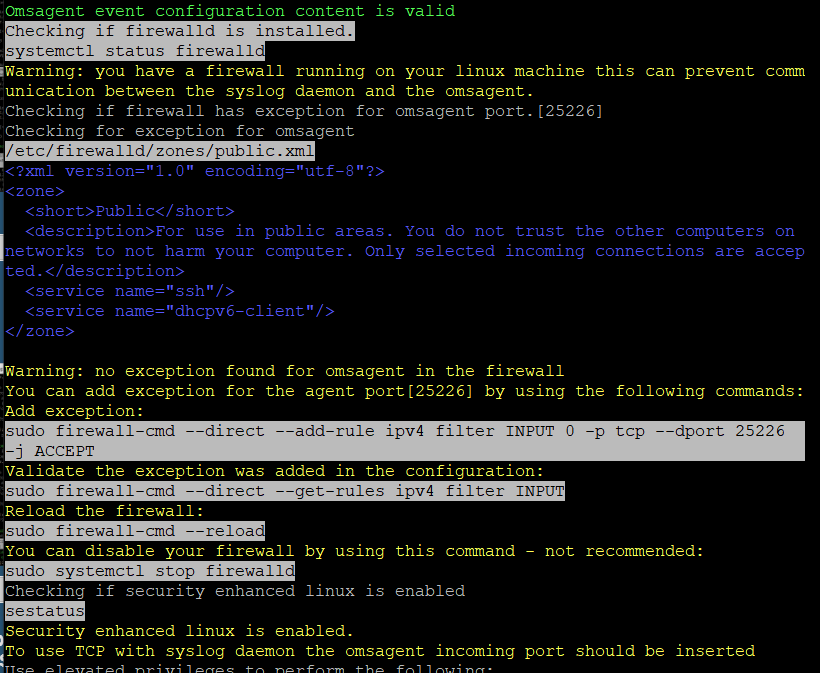 Omsagent event configuration content is valid
Checking if firewalld is installed.
systemctl status firewalld
Warning: you have a firewall running on your linux machine this can prevent comm
unication between the syslog daemon and the omsagent.
Checking if firewall has exception for omsagent port.[25226]
Checking for exception for omsagent
/etc/firewalld/zones/public.xml
<?xml version="1.0" encoding="utf-8"?>
<zone>
  <short>Public</short>
  <description>For use in public areas. You do not trust the other computers on
networks to not harm your computer. Only selected incoming connections are accep
ted.</description>
  <service name="ssh"/>
  <service name="dhcpv6-client"/>
</zone>
Warning: no exception found for omsagent in the firewall
You can add exception for the agent port[25226] by using the following commands:
Add exception:
sudo firewall-cmd --direct --add-rule ipv4 filter INPUT 0 -p tcp --dport 25226
-j ACCEPT
Validate the exception was added in the configuration:
sudo firewall-cmd --direct --get-rules ipv4 filter INPUT
Reload the firewall:
sudo firewall-cmd --reload
You can disable your firewall by using this command - not recommended:
sudo systemctl stop firewalld
Checking if security enhanced linux is enabled
sestatus
Security enhanced linux is enabled.
To use TCP with syslog daemon the omsagent incoming port should be inserted
Use elevated privileges to perform the following: